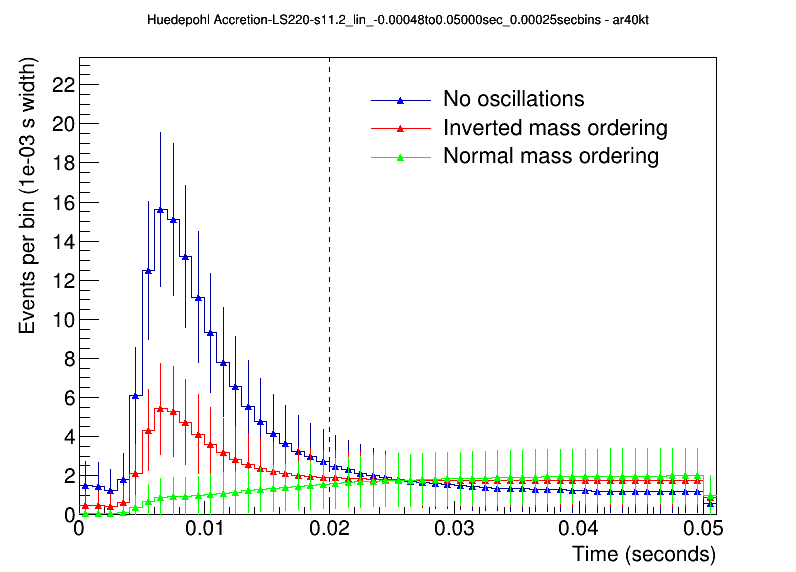 Huedepohl Accretion-LS220-s11.2_lin_-0.00048to0.05000sec_0.00025secbins - ar40kt
Events per bin (1e-03 s width)
22
20
18
16
14
12
10
8
6
4
2
0
No oscillations
Inverted mass ordering
Normal mass ordering
0 0.01 0.02 0.03 0.04 0.05
Time (seconds)